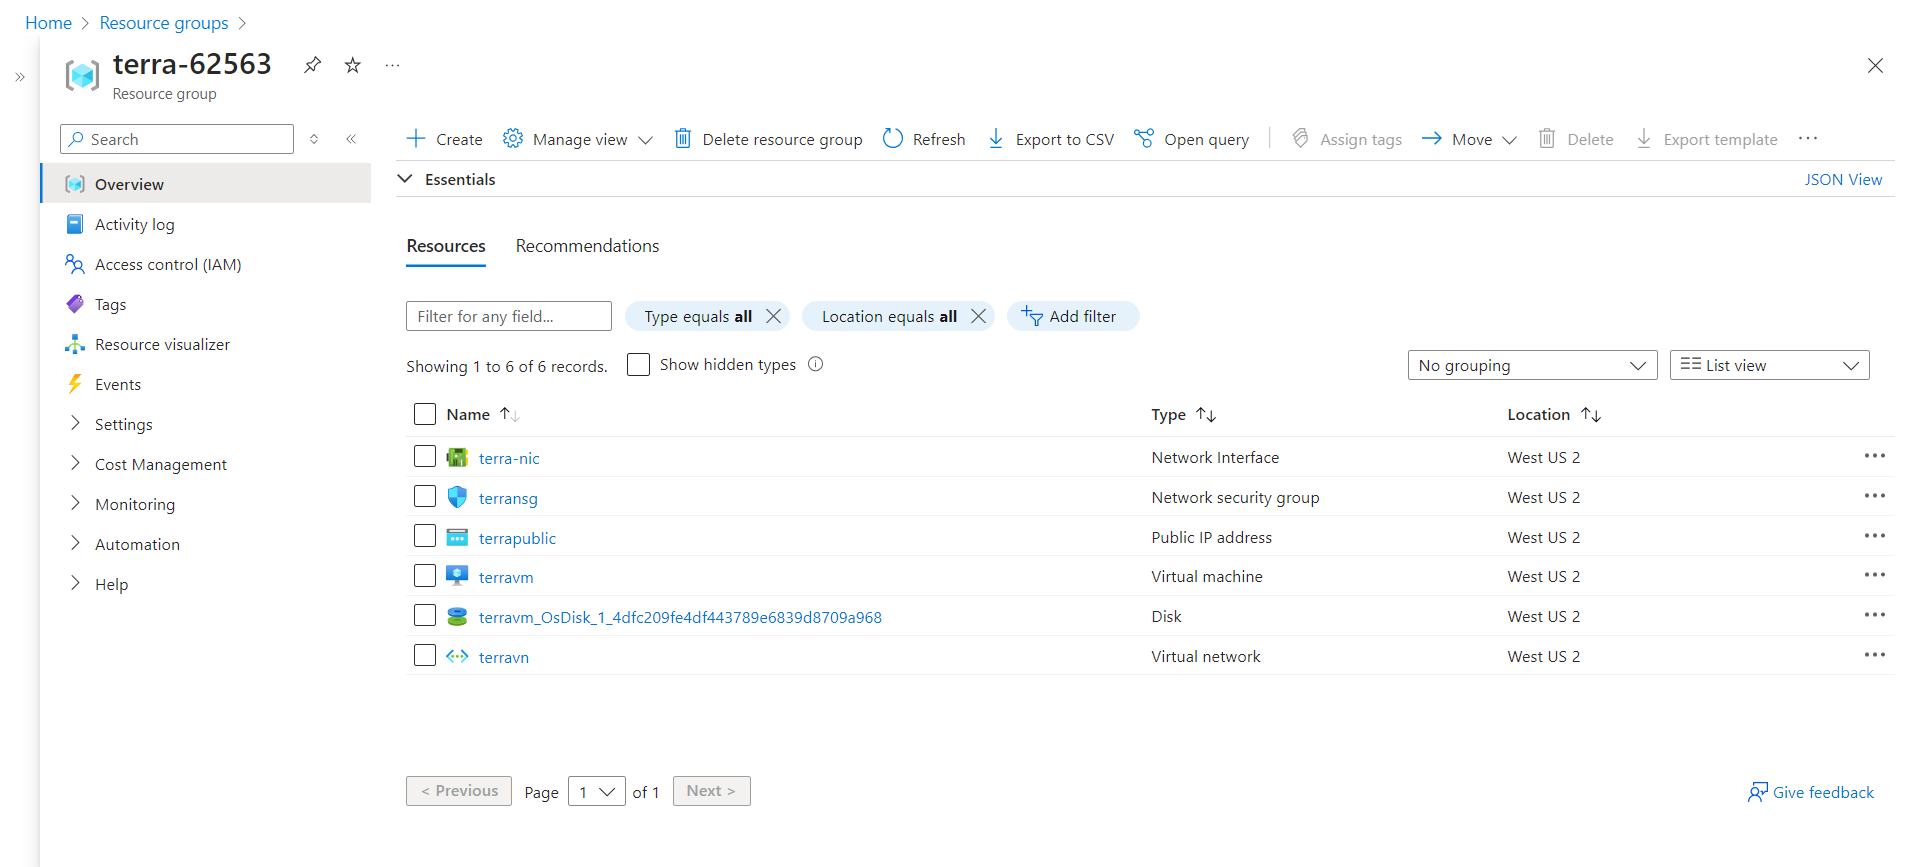 Home > Resource groups >
terra-62563
Resource group
Search
Overview
Activity log
Access control (IAM)
Tags
Resource visualizer
Events
Settings
Cost Management
Monitoring
Automation
Help
Create Manage view Delete resource group Refresh Export to CSV Open query Assign tags Move Delete Export template
Essentials JSON View
Resources Recommendations
Filter for any field... Type equals all Location equals all Add filter
Showing 1 to 6 of 6 records. Show hidden types No grouping List view
Name Type Location
terra-nic Network Interface West US 2
terransg Network security group West US 2
terrapublic Public IP address West US 2
terravm Virtual machine West US 2
terravm_OsDisk_1_4dfc209fe4df443789e6839d8709a968 Disk West US 2
terravn Virtual network West US 2
< Previous Page 1 of 1 Next > Give feedback